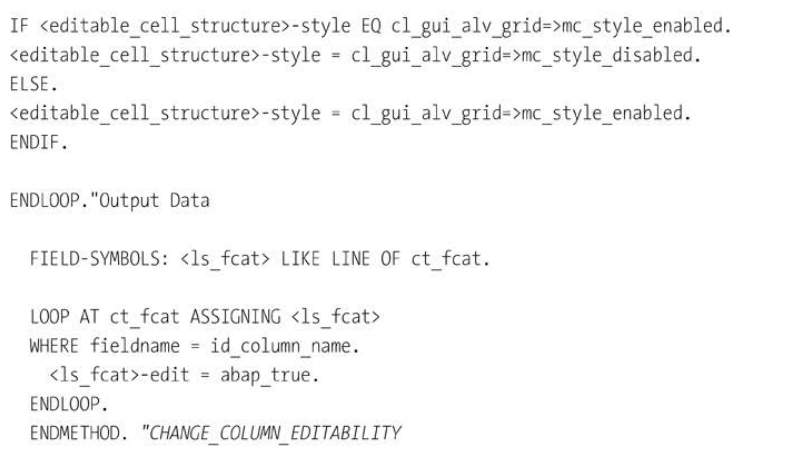 IF <editable_cell_structure>-style EQ cl_gui_alv_grid=>mc_style_enabled.
<editable_cell_structure>-style = cl_gui_alv_grid=>mc_style_disabled.
ELSE.
<editable_cell_structure>-style = cl_gui_alv_grid=>mc_style_enabled.
ENDIF.

ENDLOOP."Output Data

  FIELD-SYMBOLS: <ls_fcat> LIKE LINE OF ct_fcat.

  LOOP AT ct_fcat ASSIGNING <ls_fcat>
  WHERE fieldname = id_column_name.
    <ls_fcat>-edit = abap_true.
  ENDLOOP.
  ENDMETHOD. "CHANGE_COLUMN_EDITABILITY